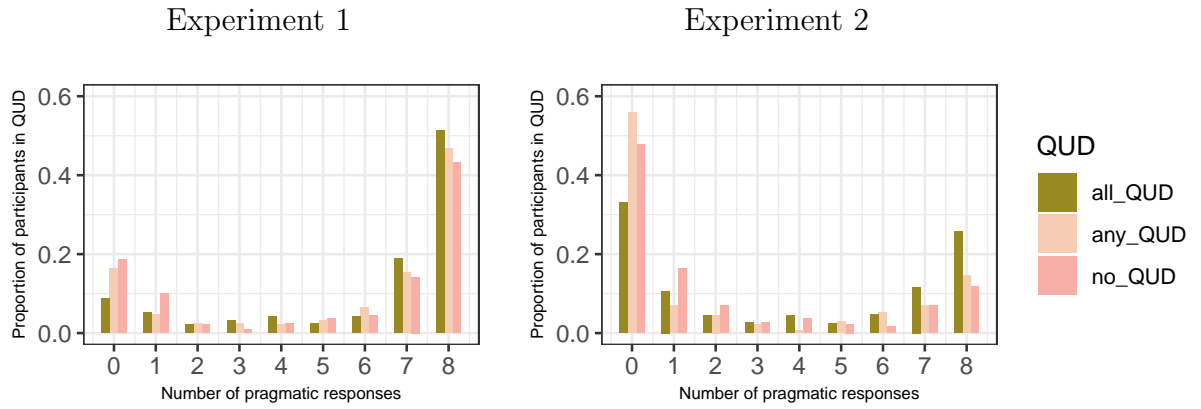 Experiment 1
Proportion of participants in QUD
0.6
0.4
0.2
0.0
0 1 2 3 4 5 6 7 8
Number of pragmatic responses
Experiment 2
Proportion of participants in QUD
0.6
0.4
0.2
0.0
0 1 2 3 4 5 6 7 8
Number of pragmatic responses
QUD
all_QUD
any_QUD
no_QUD